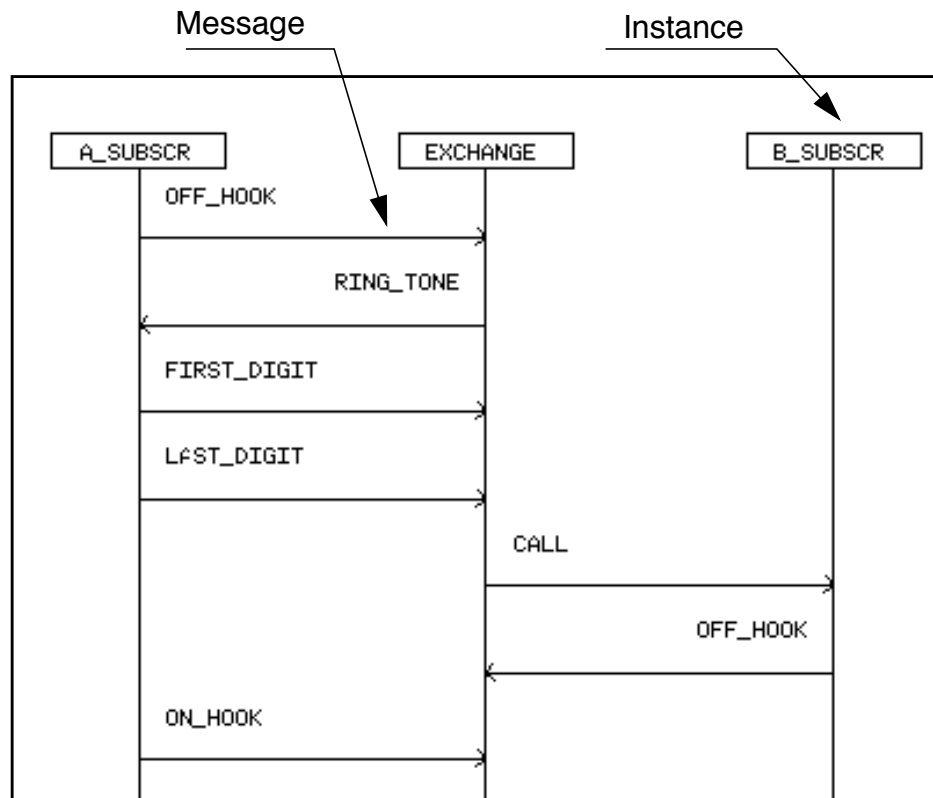 Message
Instance
A_SUBSCR
EXCHANGE
B_SUBSCR
OFF_HOOK
RING_TONE
FIRST_DIGIT
LAST_DIGIT
CALL
OFF_HOOK
ON_HOOK